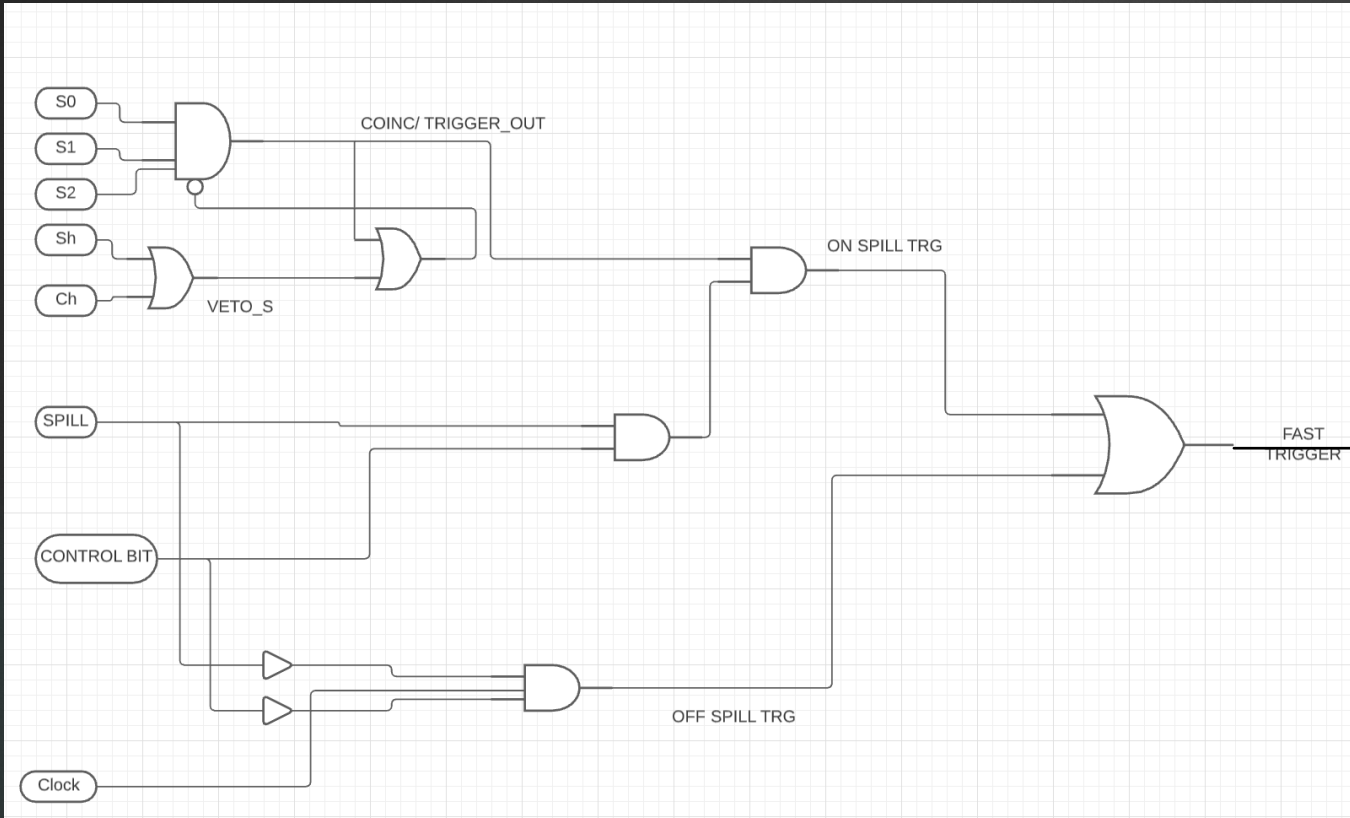 S0
COINC/ TRIGGER_OUT
S1
S2
Sh
ON SPILL TRG
Ch
VETO_S
SPILL
FAST
TRIGGER
CONTROL BIT
OFF SPILL TRG
Clock